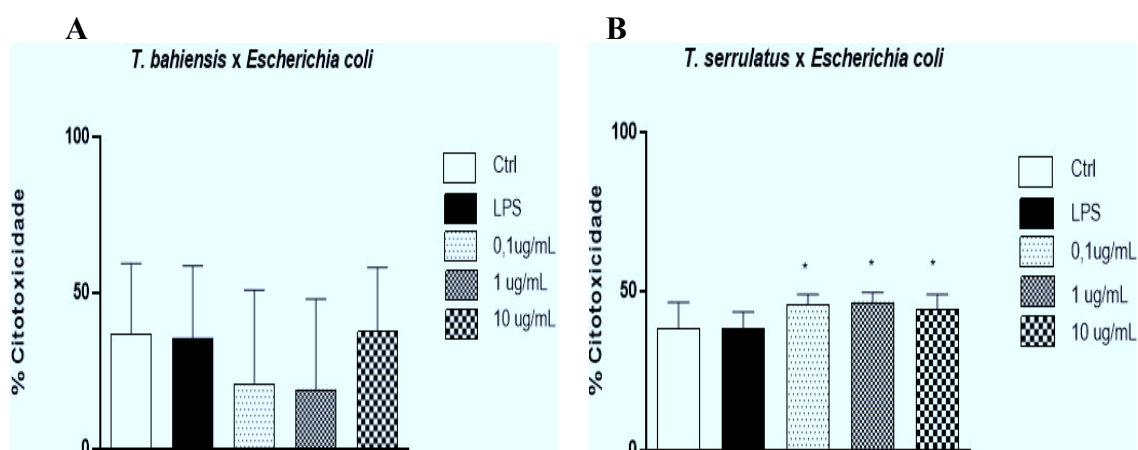 A
T. bahiensis x Escherichia coli
100
50
0
% Citotoxicidade
Ctrl
LPS
0,1ug/mL
1 ug/mL
10 ug/mL
B
T. serrulatus x Escherichia coli
100
50
0
% Citotoxicidade
* * *
Ctrl
LPS
0,1ug/mL
1 ug/mL
10 ug/mL